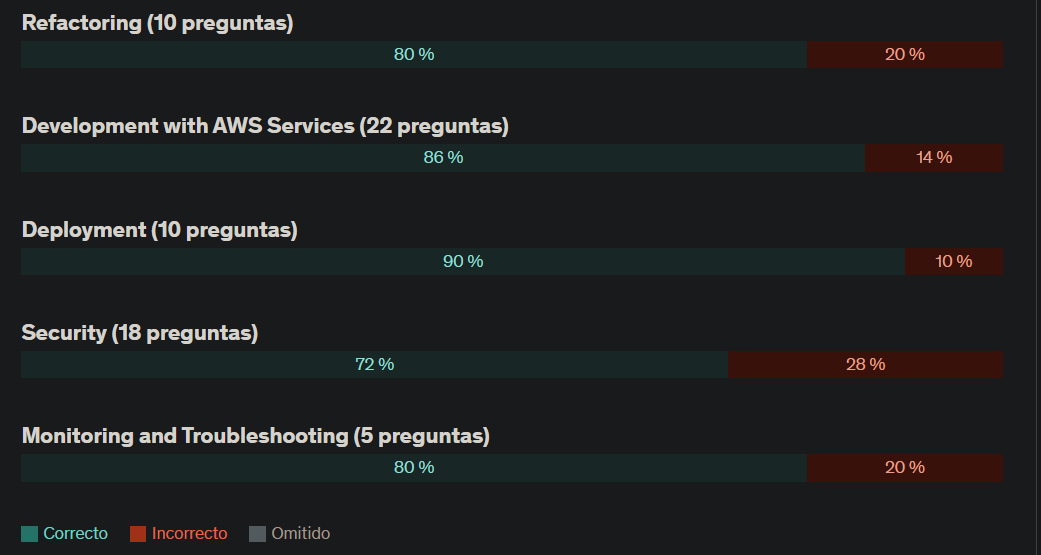 Refactoring (10 preguntas)
80 % 20 %
Development with AWS Services (22 preguntas)
86 % 14 %
Deployment (10 preguntas)
90 % 10 %
Security (18 preguntas)
72 % 28 %
Monitoring and Troubleshooting (5 preguntas)
80 % 20 %
Correcto Incorrecto Omitido